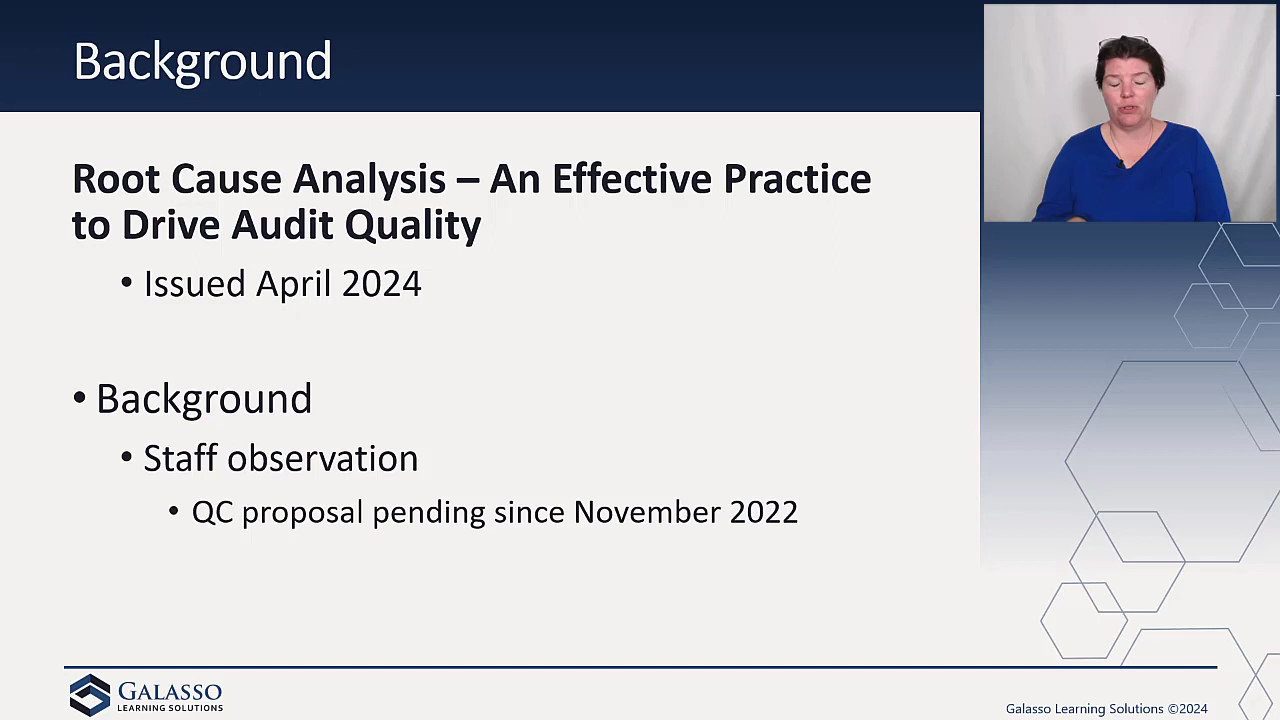 Background
Root Cause Analysis – An Effective Practice
to Drive Audit Quality
• Issued April 2024
• Background
• Staff observation
• QC proposal pending since November 2022
GALASSO
LEARNING SOLUTIONS
Galasso Learning Solutions ©2024